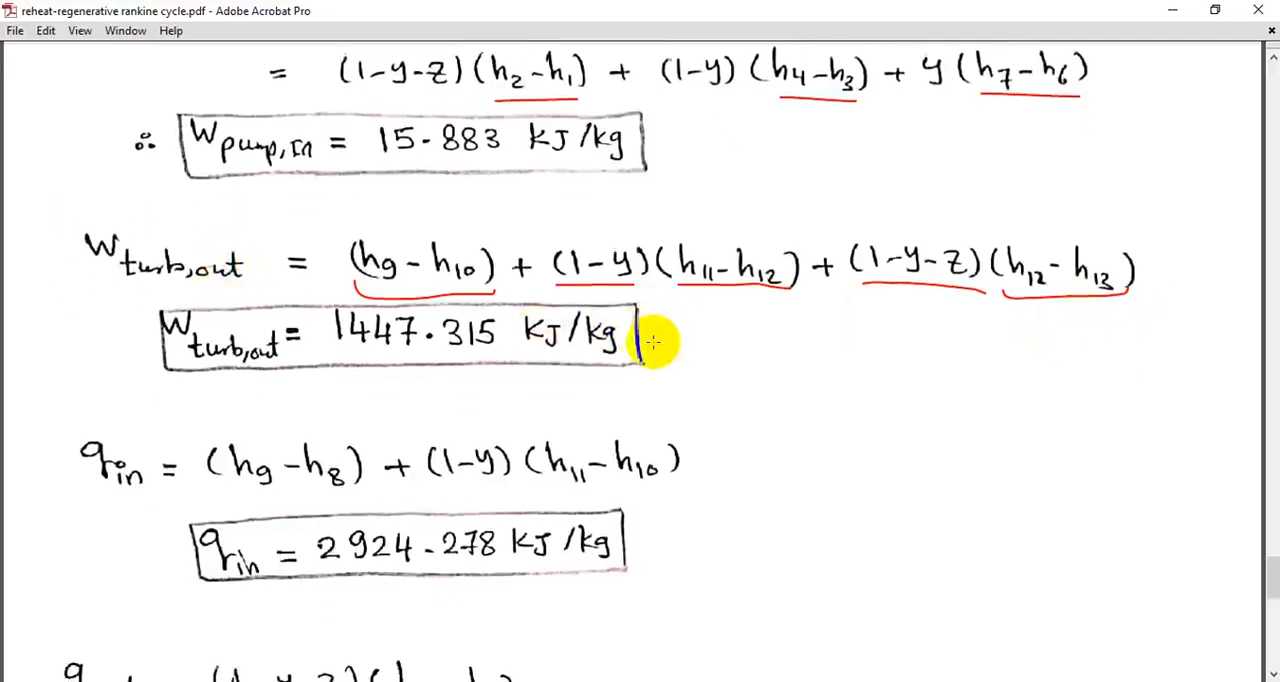 reheat-regenerative rankine cycle.pdf - Adobe Acrobat Pro
File Edit View Window Help
= (1-y-z)(h2-h1) + (1-y)(h4-h3) + y(h7-h6)
∴ Wpump,in = 15.883 KJ/kg
Wturb,out = (h9-h10) + (1-y)(h11-h12) + (1-y-z)(h12-h13)
Wturb,out = 1447.315 KJ/kg
qin = (h9-h8) + (1-y)(h11-h10)
qin = 2924.278 KJ/kg